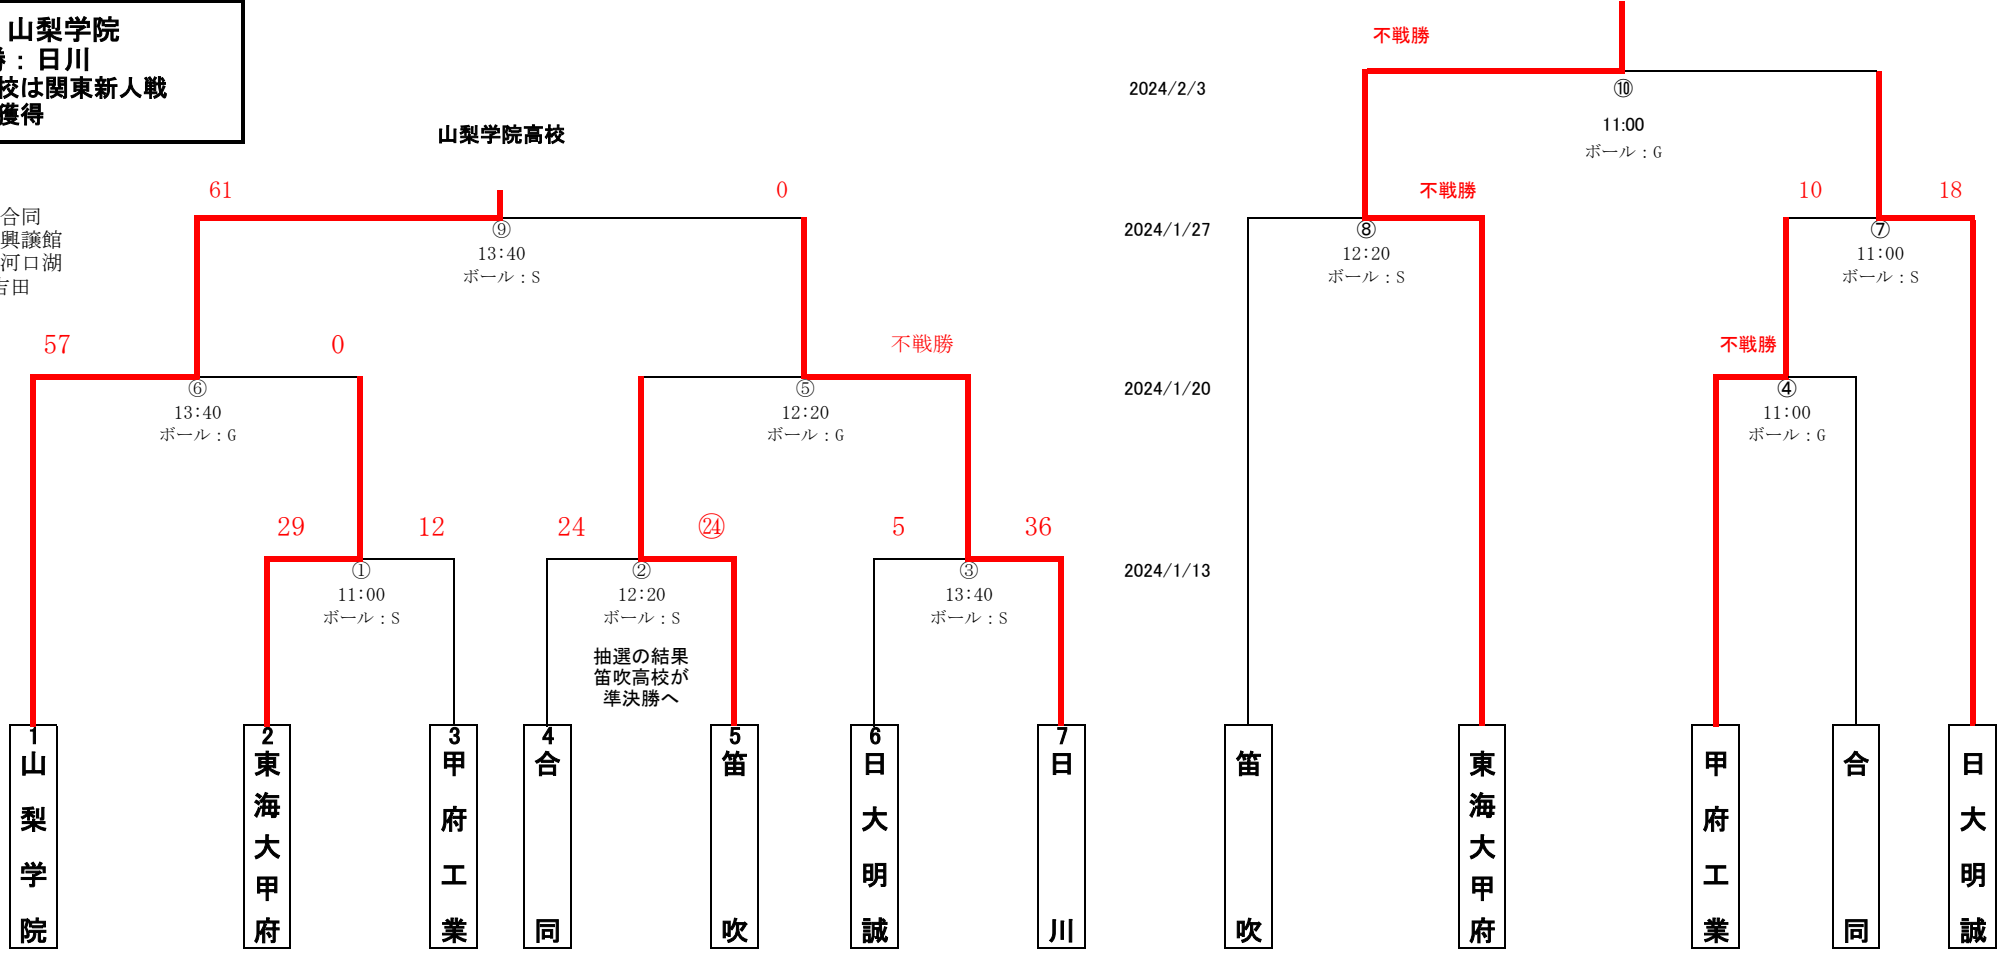 山梨学院
勝：日川
校は関東新人戦
獲得
合同
興譲館
河口湖
吉田
山梨学院高校
61 0
⑨
13:40
ボール：S
57 0
⑥
13:40
ボール：G
不戦勝
⑤
12:20
ボール：G
29 12
①
11:00
ボール：S
24 ㉔
②
12:20
ボール：S
抽選の結果
笛吹高校が
準決勝へ
5 36
③
13:40
ボール：S
1 山梨学院
2 東海大甲府
3 甲府工業
4 合同
5 笛吹
6 日大明誠
7 日川
2024/2/3
2024/1/27
2024/1/20
2024/1/13
不戦勝
⑩
11:00
ボール：G
不戦勝
⑧
12:20
ボール：S
10 18
⑦
11:00
ボール：S
不戦勝
④
11:00
ボール：G
笛吹
東海大甲府
甲府工業
合同
日大明誠